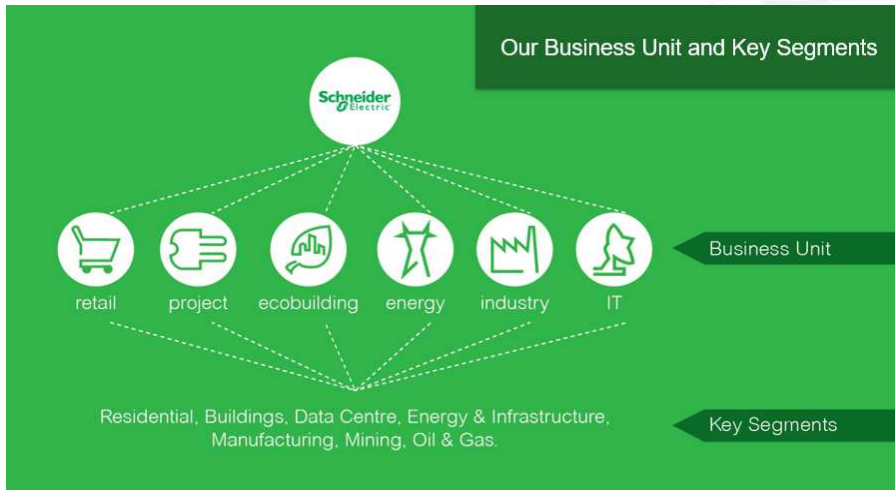 Our Business Unit and Key Segments
Schneider
Electric
Business Unit
retail
project
ecobuilding
energy
industry
IT
Residential, Buildings, Data Centre, Energy & Infrastructure,
Manufacturing, Mining, Oil & Gas.
Key Segments